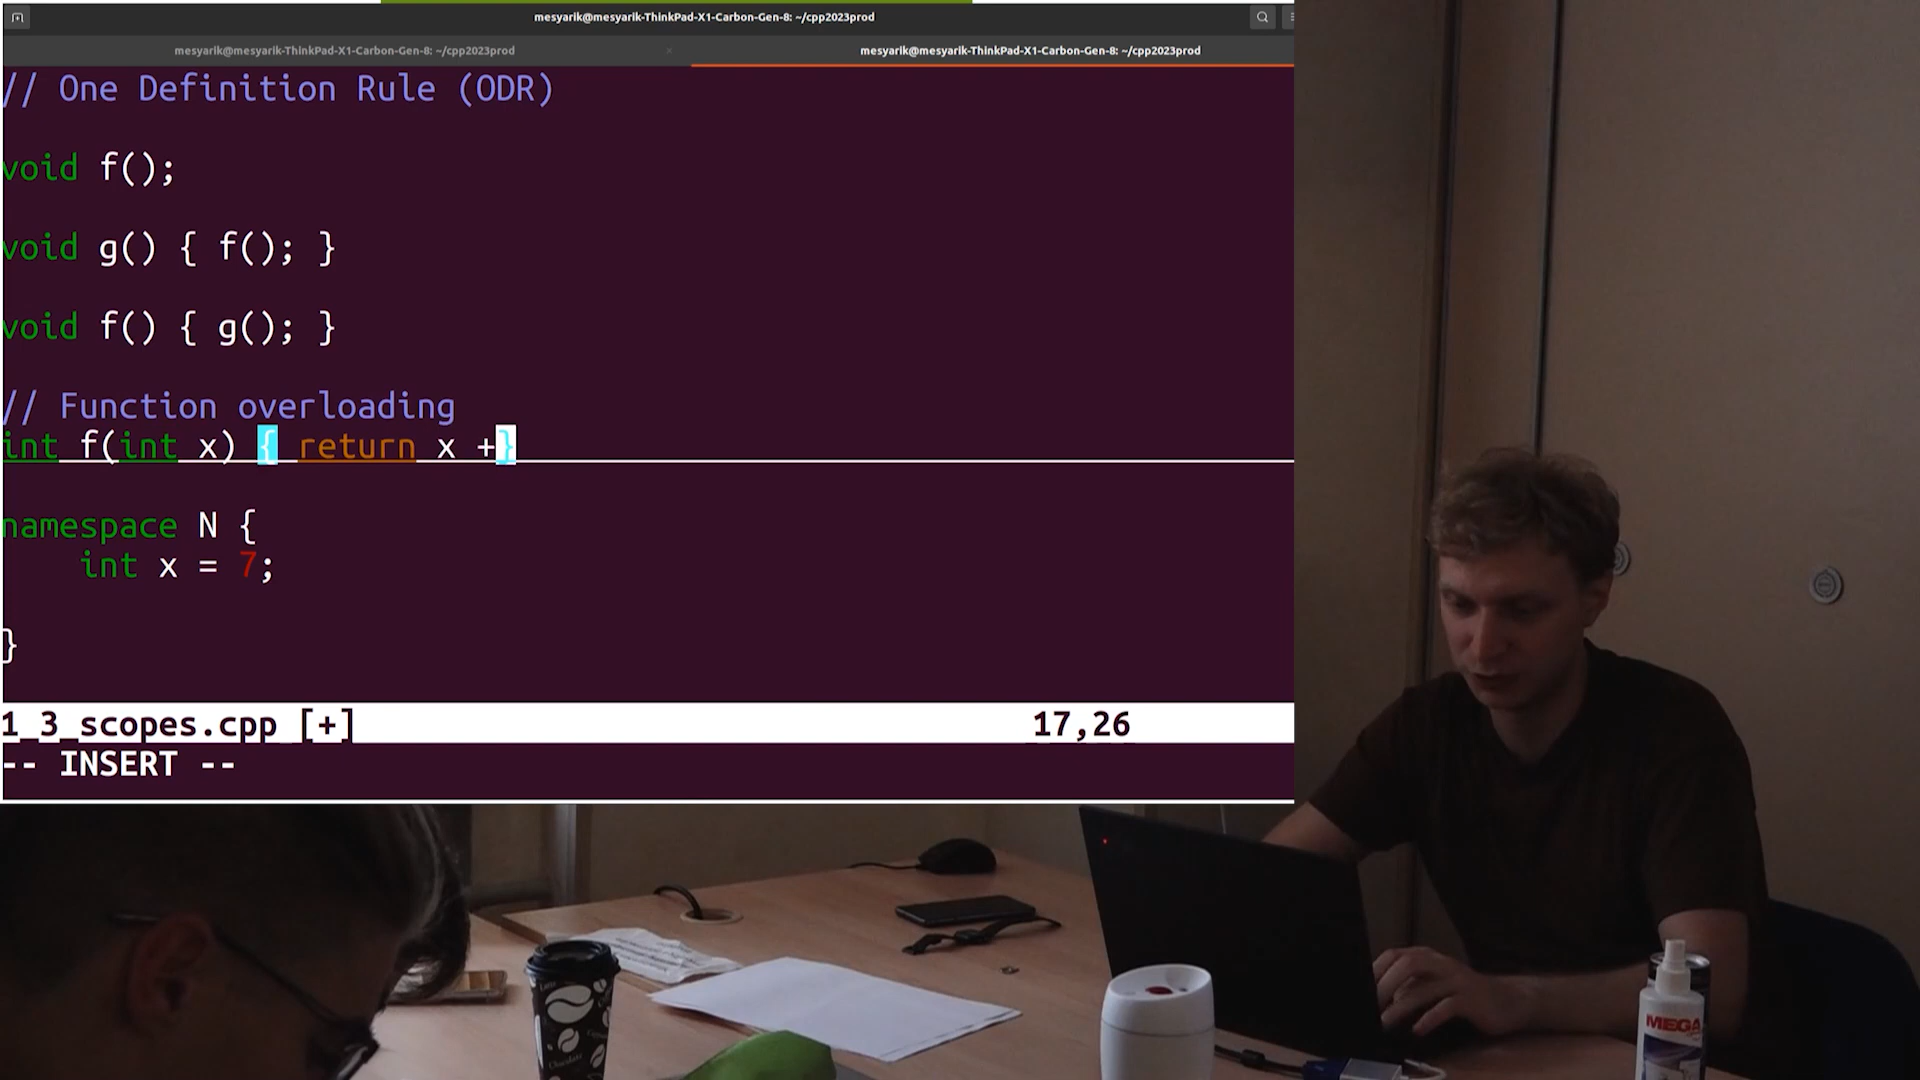 mesyarik@mesyarik-ThinkPad-X1-Carbon-Gen-8: ~/cpp2023prod
mesyarik@mesyarik-ThinkPad-X1-Carbon-Gen-8: ~/cpp2023prod × mesyarik@mesyarik-ThinkPad-X1-Carbon-Gen-8: ~/cpp2023prod
// One Definition Rule (ODR)
void f();
void g() { f(); }
void f() { g(); }
// Function overloading
int f(int x) { return x +}
namespace N {
int x = 7;
}
1_3_scopes.cpp [+] 17,26
-- INSERT --
MEGA